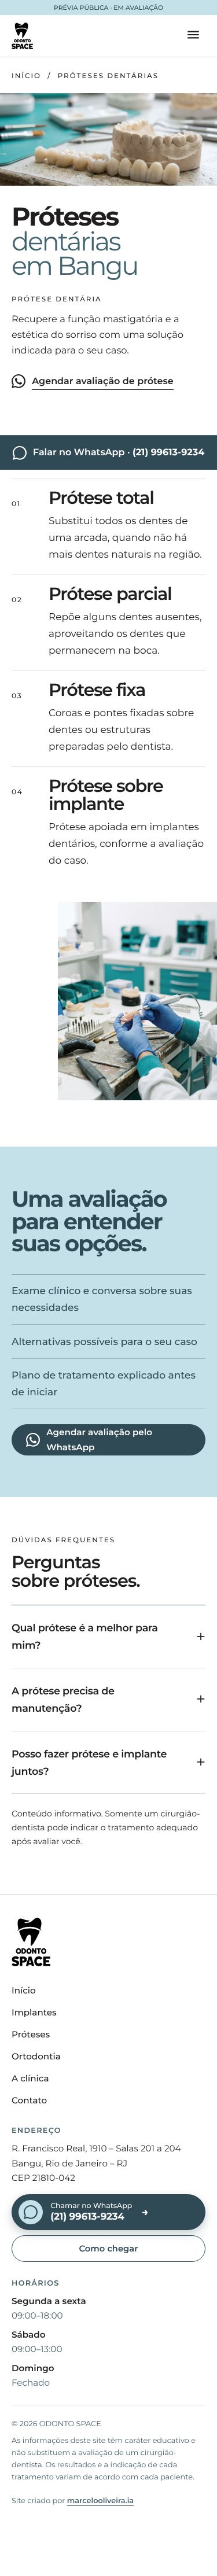 PRÉVIA PÚBLICA · EM AVALIAÇÃO
ODONTO
SPACE
INÍCIO / PRÓTESES DENTÁRIAS
Próteses
dentárias
em Bangu
PRÓTESE DENTÁRIA
Recupere a função mastigatória e a
estética do sorriso com uma solução
indicada para o seu caso.
Agendar avaliação de prótese
Falar no WhatsApp · (21) 99613-9234
01
Prótese total
Substitui todos os dentes de
uma arcada, quando não há
mais dentes naturais na região.
02
Prótese parcial
Repõe alguns dentes ausentes,
aproveitando os dentes que
permanecem na boca.
03
Prótese fixa
Coroas e pontes fixadas sobre
dentes ou estruturas
preparadas pelo dentista.
04
Prótese sobre
implante
Prótese apoiada em implantes
dentários, conforme a avaliação
do caso.
Uma avaliação
para entender
suas opções.
Exame clínico e conversa sobre suas
necessidades
Alternativas possíveis para o seu caso
Plano de tratamento explicado antes
de iniciar
Agendar avaliação pelo
WhatsApp
DÚVIDAS FREQUENTES
Perguntas
sobre próteses.
Qual prótese é a melhor para
mim?
A prótese precisa de
manutenção?
Posso fazer prótese e implante
juntos?
Conteúdo informativo. Somente um cirurgião-
dentista pode indicar o tratamento adequado
após avaliar você.
ODONTO
SPACE
Início
Implantes
Próteses
Ortodontia
A clínica
Contato
ENDEREÇO
R. Francisco Real, 1910 – Salas 201 a 204
Bangu, Rio de Janeiro – RJ
CEP 21810-042
Chamar no WhatsApp
(21) 99613-9234 →
Como chegar
HORÁRIOS
Segunda a sexta
09:00–18:00
Sábado
09:00–13:00
Domingo
Fechado
© 2026 ODONTO SPACE
As informações deste site têm caráter educativo e
não substituem a avaliação de um cirurgião-
dentista. Os resultados e a indicação de cada
tratamento variam de acordo com cada paciente.
Site criado por marcelooliveira.ia